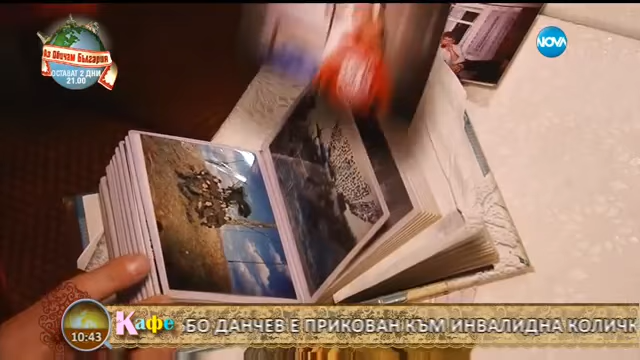 Аз Обичам България
ОСТАВАТ 2 ДНИ
21.00
NOVA
10:43
Кафе
БО ДАНЧЕВ Е ПРИКОВАН КЪМ ИНВАЛИДНА КОЛИЧК